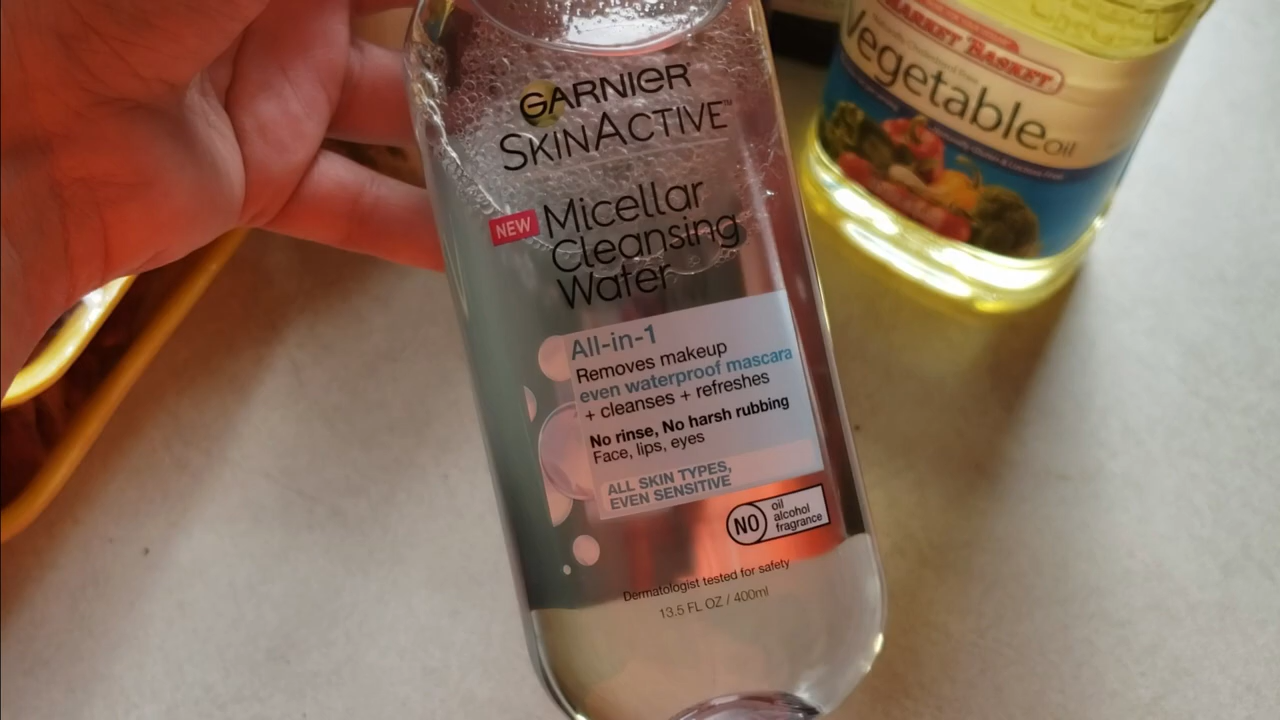 GARNIER
SKINACTIVE™
NEW
Micellar
Cleansing
Water
All-in-1
Removes makeup
even waterproof mascara
+ cleanses + refreshes
No rinse, No harsh rubbing
Face, lips, eyes
ALL SKIN TYPES,
EVEN SENSITIVE
NO
oil
alcohol
fragrance
Dermatologist tested for safety
13.5 FL OZ / 400ml
MARKET BASKET
Vegetable oil